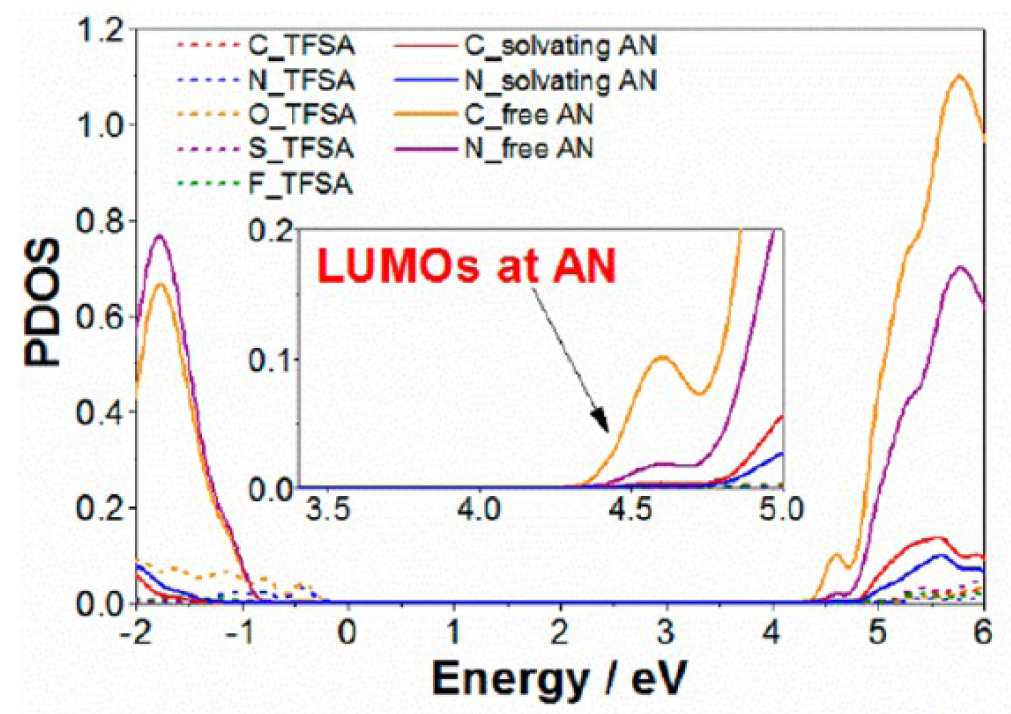 1.2
1.0
0.8
0.6
0.4
0.2
0.0
PDOS
C_TFSA
N_TFSA
O_TFSA
S_TFSA
F_TFSA
C_solvating AN
N_solvating AN
C_free AN
N_free AN
0.2
0.1
0.0
LUMOs at AN
3.5 4.0 4.5 5.0
-2 -1 0 1 2 3 4 5 6
Energy / eV